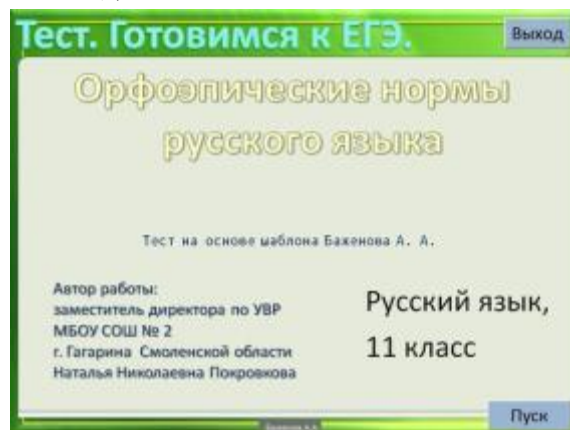 Тест. Готовимся к ЕГЭ.
Выход
Орфоэпические нормы
русского языка
Тест на основе шаблона Баженова А. А.
Автор работы:
заместитель директора по УВР
МБОУ СОШ № 2
г. Гагарина Смоленской области
Наталья Николаевна Покровкова
Русский язык,
11 класс
Пуск